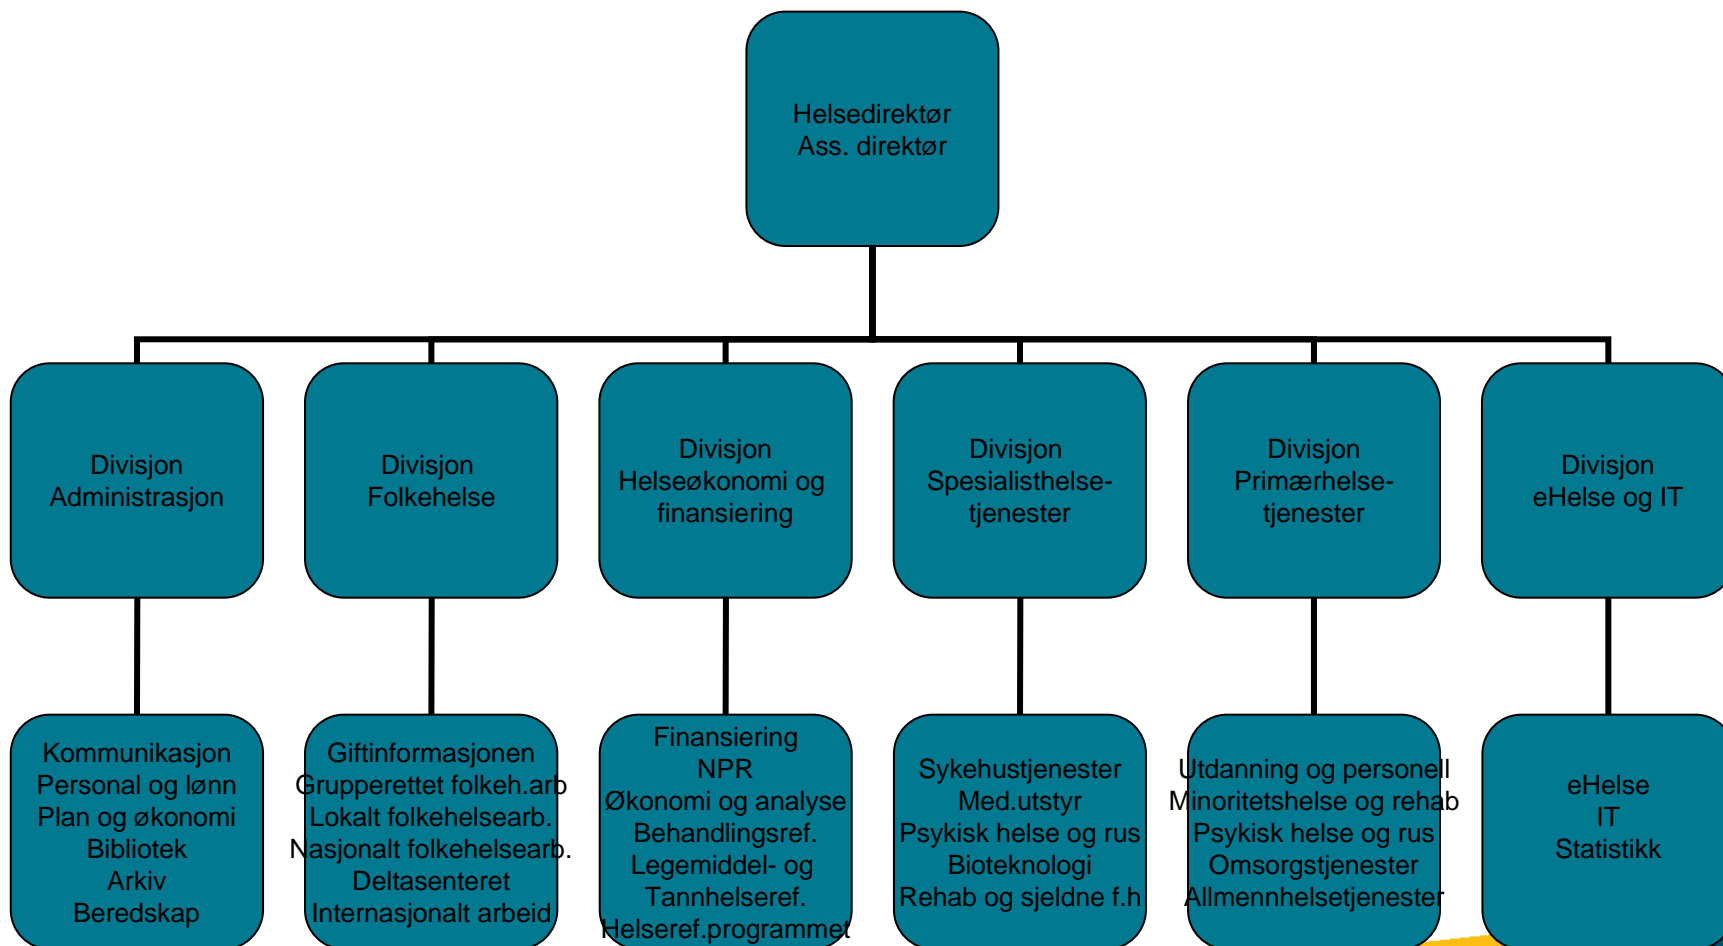 Helsedirektør
Ass. direktør
Divisjon
Administrasjon
Divisjon
Folkehelse
Divisjon
Helseøkonomi og
finansiering
Divisjon
Spesialisthelse-
tjenester
Divisjon
Primærhelse-
tjenester
Divisjon
eHelse og IT
Kommunikasjon
Personal og lønn
Plan og økonomi
Bibliotek
Arkiv
Beredskap
Giftinformasjonen
Grupperettet folkeh.arb
Lokalt folkehelsearb.
Nasjonalt folkehelsearb.
Deltasenteret
Internasjonalt arbeid
Finansiering
NPR
Økonomi og analyse
Behandlingsref.
Legemiddel- og
Tannhelseref.
Helseref.programmet
Sykehustjenester
Med.utstyr
Psykisk helse og rus
Bioteknologi
Rehab og sjeldne f.h
Utdanning og personell
Minoritetshelse og rehab
Psykisk helse og rus
Omsorgstjenester
Allmennhelsetjenester
eHelse
IT
Statistikk